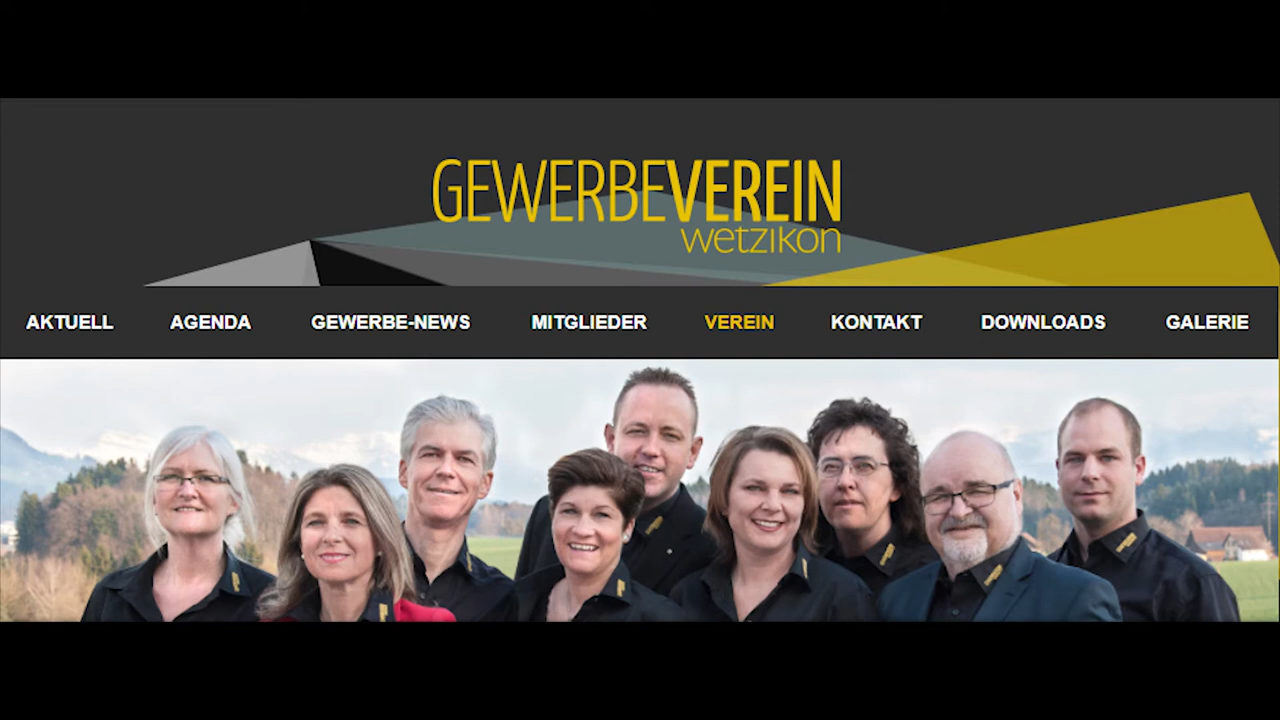 GEWERBEVEREIN
wetzikon
AKTUELL AGENDA GEWERBE-NEWS MITGLIEDER VEREIN KONTAKT DOWNLOADS GALERIE